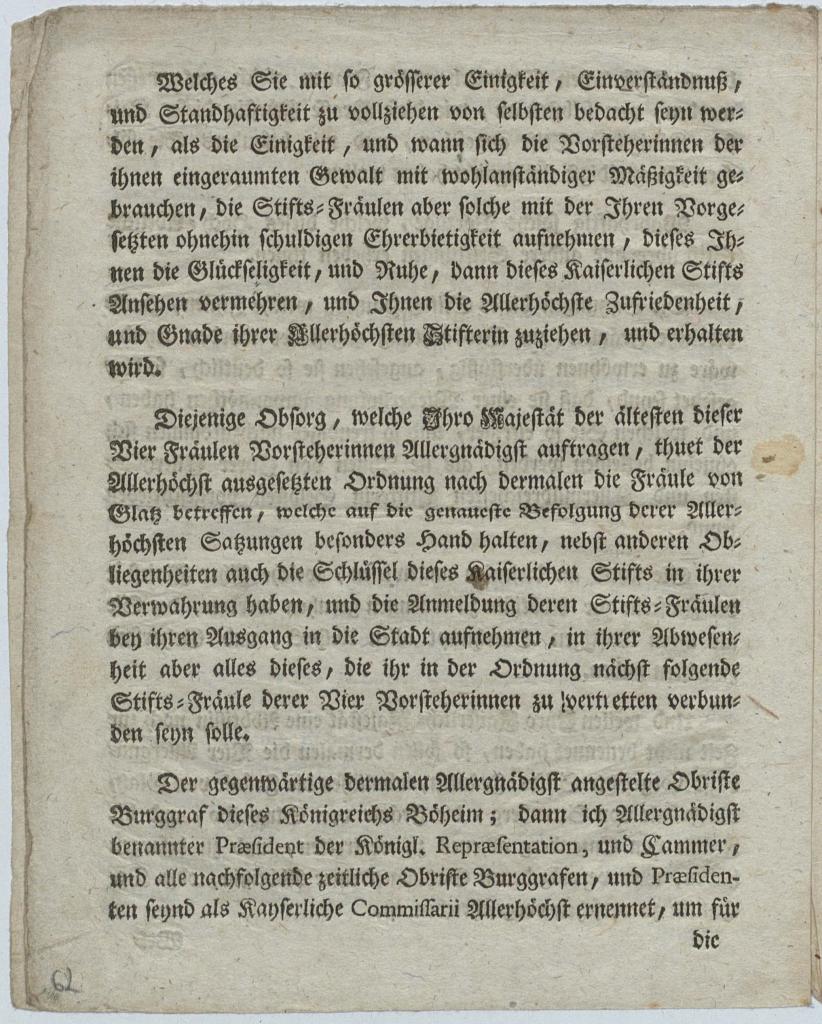 Welches Sie mit so grösserer Einigkeit, Einverständnuß,
und Standhaftigkeit zu vollziehen von selbsten bedacht seyn wer-
den, als die Einigkeit, und wann sich die Vorsteherinnen der
ihnen eingeraumten Gewalt mit wohlanständiger Mäßigkeit ge-
brauchen, die Stifts-Fräulen aber solche mit der Ihren Vorge-
setzten ohnehin schuldigen Ehrerbietigkeit aufnehmen, dieses Ih-
nen die Glückseligkeit, und Ruhe, dann dieses Kaiserlichen Stifts
Ansehen vermehren, und Ihnen die Allerhöchste Zufriedenheit,
und Gnade ihrer Allerhöchsten Stifterin zuziehen, und erhalten
wird.
Diejenige Obsorg, welche Ihro Majestät der ältesten dieser
Vier Fräulen Vorsteherinnen Allergnädigst auftragen, thuet der
Allerhöchst ausgesetzten Ordnung nach dermalen die Fräule von
Glatz betreffen, welche auf die genaueste Befolgung derer Aller-
höchsten Satzungen besonders Hand halten, nebst anderen Ob-
liegenheiten auch die Schlüssel dieses Kaiserlichen Stifts in ihrer
Verwahrung haben, und die Anmeldung deren Stifts-Fräulen
bey ihren Ausgang in die Stadt aufnehmen, in ihrer Abwesen-
heit aber alles dieses, die ihr in der Ordnung nächst folgende
Stifts-Fräule derer Vier Vorsteherinnen zu vertretten verbun-
den seyn solle.
Der gegenwärtige dermalen Allergnädigst angestelte Obriste
Burggraf dieses Königreichs Böheim; dann ich Allergnädigst
benannter Præsident der Königl. Repræsentation, und Cammer,
und alle nachfolgende zeitliche Obriste Burggrafen, und Præsiden-
ten seynd als Kayserliche Commissarii Allerhöchst ernennet, um für
die
62